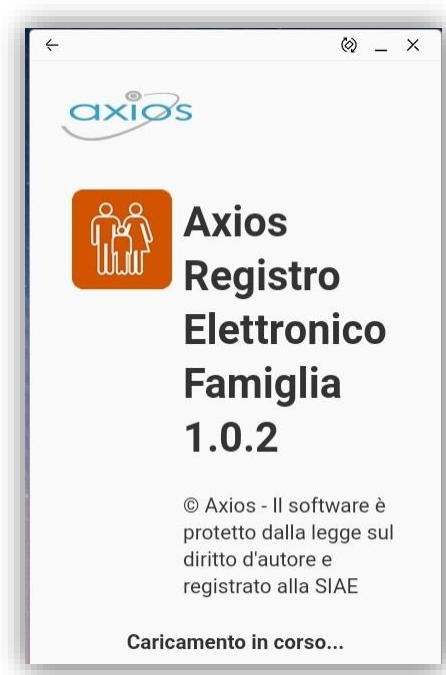 axios
Axios
Registro
Elettronico
Famiglia
1.0.2
© Axios - Il software è
protetto dalla legge sul
diritto d'autore e
registrato alla SIAE
Caricamento in corso...